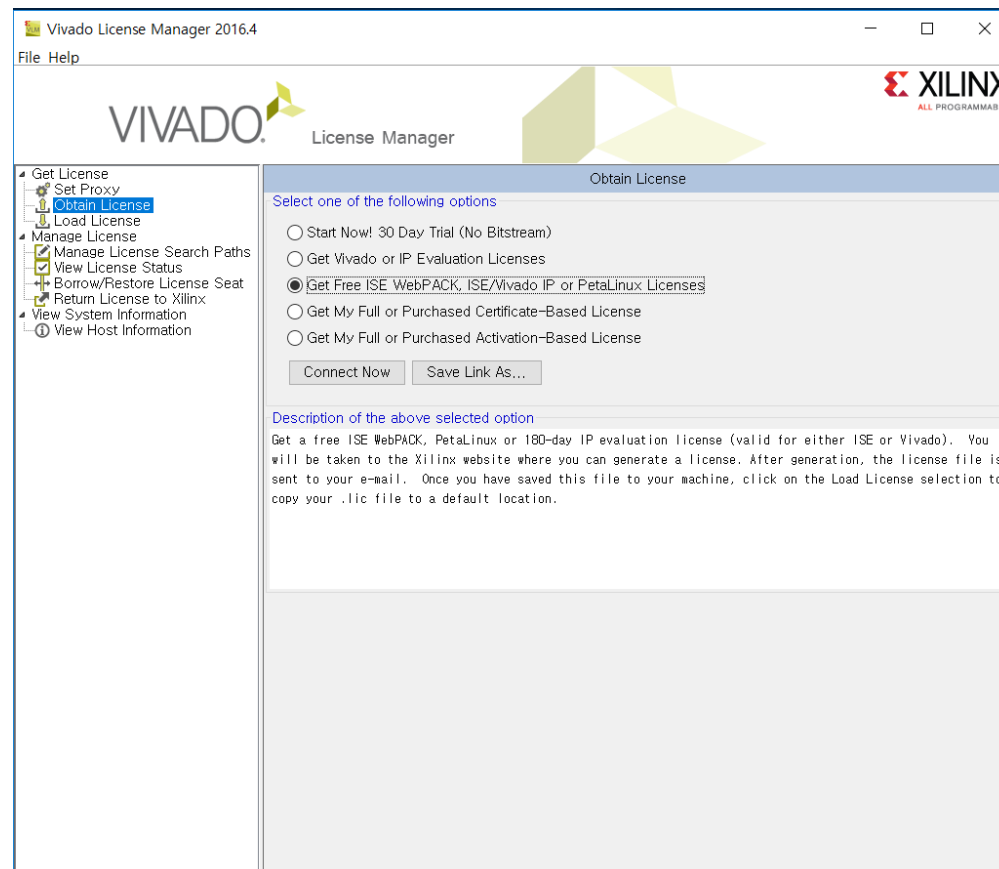 Vivado License Manager 2016.4
File Help
VIVADO.
License Manager
XILINX
ALL PROGRAMMAB
Get License
Set Proxy
Obtain License
Load License
Manage License
Manage License Search Paths
View License Status
Borrow/Restore License Seat
Return License to Xilinx
View System Information
View Host Information
Obtain License
Select one of the following options
Start Now! 30 Day Trial (No Bitstream)
Get Vivado or IP Evaluation Licenses
Get Free ISE WebPACK, ISE/Vivado IP or PetaLinux Licenses
Get My Full or Purchased Certificate-Based License
Get My Full or Purchased Activation-Based License
Connect Now Save Link As...
Description of the above selected option
Get a free ISE WebPACK, PetaLinux or 180-day IP evaluation license (valid for either ISE or Vivado). You
will be taken to the Xilinx website where you can generate a license. After generation, the license file is
sent to your e-mail. Once you have saved this file to your machine, click on the Load License selection to
copy your .lic file to a default location.